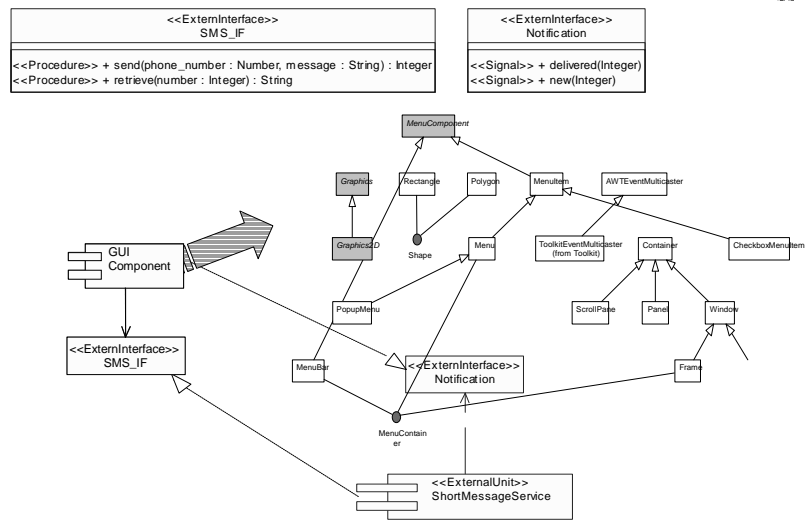 <<ExternInterface>>
SMS_IF
<<Procedure>> + send(phone_number : Number, message : String) : Integer
<<Procedure>> + retrieve(number : Integer) : String
<<ExternInterface>>
Notification
<<Signal>> + delivered(Integer)
<<Signal>> + new(Integer)
MenuComponent
Graphics
Rectangle
Polygon
MenuItem
AWTEventMulticaster
Graphics2D
Shape
Menu
ToolkitEventMulticaster
(from Toolkit)
Container
CheckboxMenuItem
GUI
Component
PopupMenu
ScrollPane
Panel
Window
<<ExternInterface>>
SMS_IF
MenuBar
<<ExternInterface>>
Notification
Frame
MenuContain
er
<<ExternalUnit>>
ShortMessageService